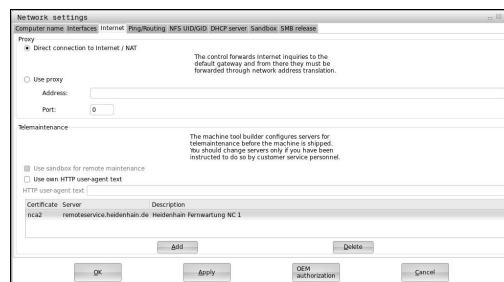 Network settings
Computer name Interfaces Internet Ping/Routing NFS UID/GID DHCP server Sandbox SMB release
Proxy
Direct connection to Internet / NAT
The control forwards Internet inquiries to the
default gateway and from there they must be
forwarded through network address translation.
Use proxy
Address:
Port: 0
Telemaintenance
The machine tool builder configures servers for
telemaintenance before the machine is shipped.
You should change servers only if you have been
instructed to do so by customer service personnel.
Use sandbox for remote maintenance
Use own HTTP user-agent text
HTTP user-agent text
Certificate Server Description
nca2 remoteservice.heidenhain.de Heidenhain Fernwartung NC 1
Add Delete
OK Apply OEM authorization Cancel